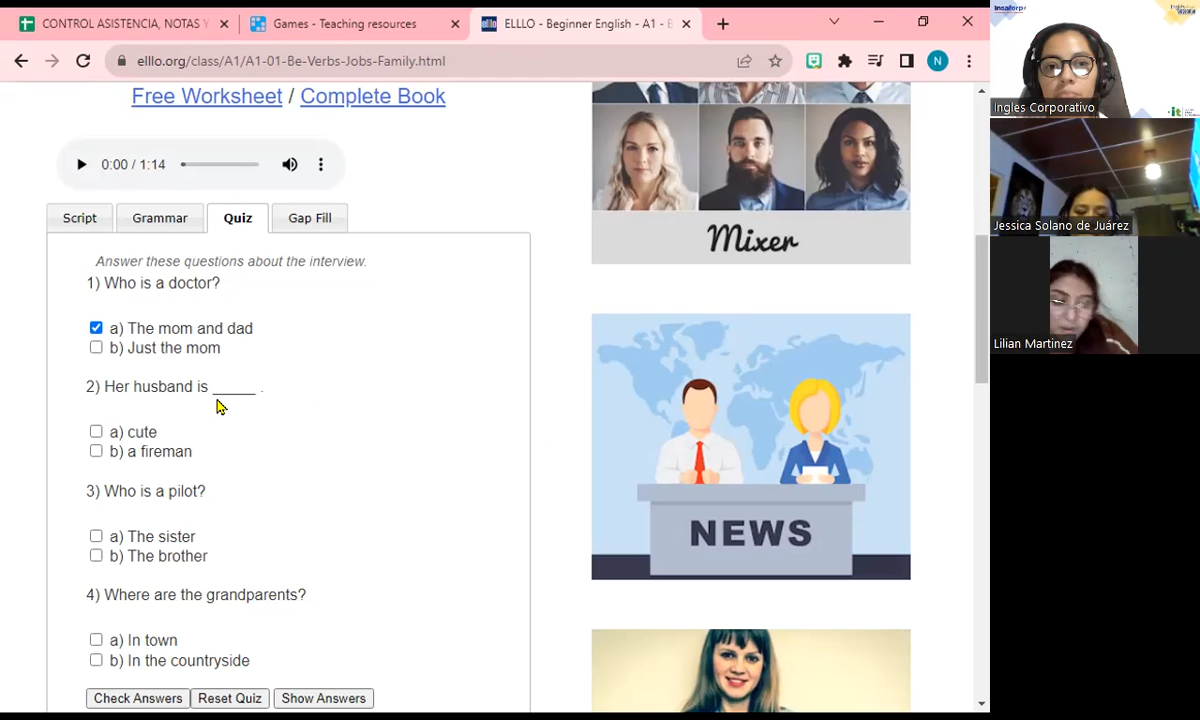 CONTROL ASISTENCIA, NOTAS Y
Games - Teaching resources
ELLLO - Beginner English - A1 - B
elllo.org/class/A1/A1-01-Be-Verbs-Jobs-Family.html
N
Free Worksheet / Complete Book
0:00 / 1:14
Script
Grammar
Quiz
Gap Fill
Answer these questions about the interview.
1) Who is a doctor?
a) The mom and dad
b) Just the mom
2) Her husband is _____ .
a) cute
b) a fireman
3) Who is a pilot?
a) The sister
b) The brother
4) Where are the grandparents?
a) In town
b) In the countryside
Check Answers
Reset Quiz
Show Answers
Mixer
NEWS
Insaforp
Ingles Corporativo
Jessica Solano de Juárez
Lilian Martinez